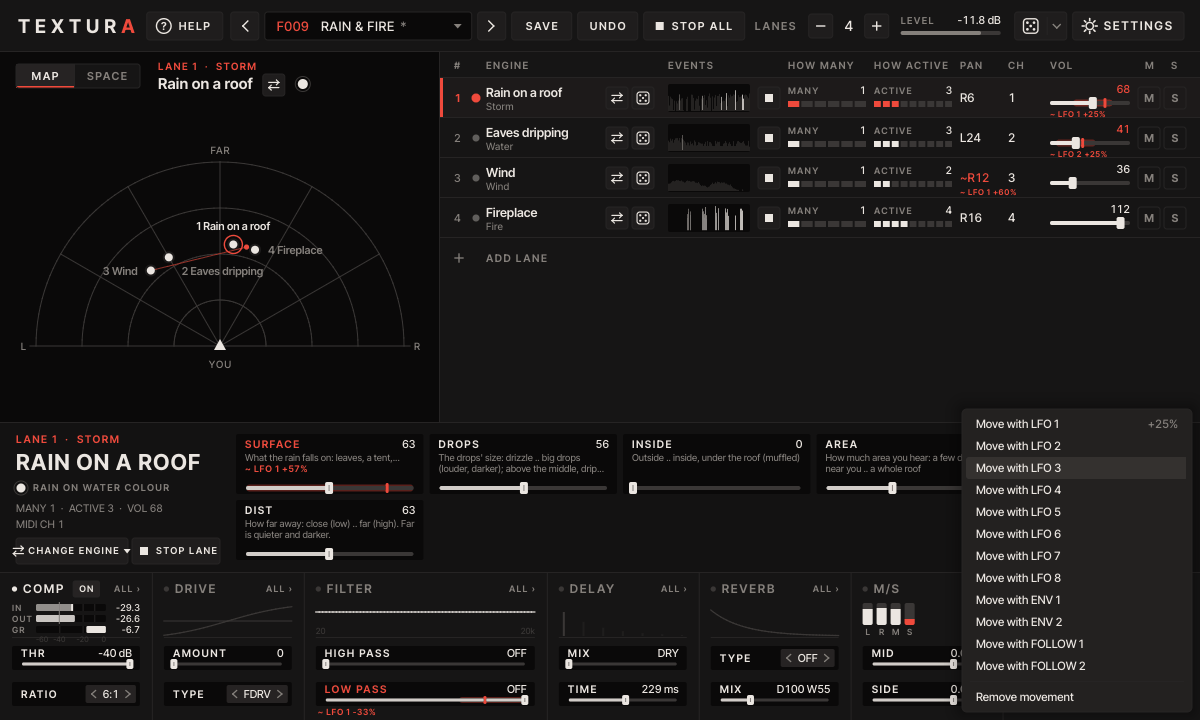 TEXTURA
HELP
F009 RAIN & FIRE *
SAVE
UNDO
STOP ALL
LANES
4
LEVEL -11.8 dB
SETTINGS
MAP
SPACE
LANE 1 · STORM
Rain on a roof
FAR
1 Rain on a roof
4 Fireplace
3 Wind
2 Eaves dripping
L
R
YOU
# ENGINE EVENTS HOW MANY HOW ACTIVE PAN CH VOL M S
1 Rain on a roof MANY 1 ACTIVE 3 R6 1 68 M S
Storm
~ LFO 1 +25%
2 Eaves dripping MANY 1 ACTIVE 3 L24 2 41 M S
Water
~ LFO 2 +25%
3 Wind MANY 1 ACTIVE 2 ~R12 3 36 M S
Wind
~ LFO 1 +60%
4 Fireplace MANY 1 ACTIVE 4 R16 4 112 M S
Fire
+ ADD LANE
LANE 1 · STORM
RAIN ON A ROOF
RAIN ON WATER COLOUR
MANY 1 · ACTIVE 3 · VOL 68
MIDI CH 1
CHANGE ENGINE
STOP LANE
SURFACE 63
What the rain falls on: leaves, a tent,...
~ LFO 1 +57%
DROPS 56
The drops' size: drizzle .. big drops
(louder, darker); above the middle, drip...
INSIDE 0
Outside .. inside, under the roof (muffled)
AREA
How much area you hear: a few d
near you .. a whole roof
DIST 63
How far away: close (low) .. far (high). Far
is quieter and darker.
Move with LFO 1 +25%
Move with LFO 2
Move with LFO 3
Move with LFO 4
Move with LFO 5
Move with LFO 6
Move with LFO 7
Move with LFO 8
Move with ENV 1
Move with ENV 2
Move with FOLLOW 1
Move with FOLLOW 2
Remove movement
COMP ON ALL ›
IN -29.3
OUT -26.6
GR -6.7
-60 -40 -20 0
THR -40 dB
RATIO 6:1
DRIVE ALL ›
AMOUNT 0
TYPE FDRV
FILTER ALL ›
20 20k
HIGH PASS OFF
LOW PASS OFF
~ LFO 1 -33%
DELAY ALL ›
MIX DRY
TIME 229 ms
REVERB ALL ›
TYPE OFF
MIX D100 W55
M/S
L R M S
MID 0.
SIDE 0.